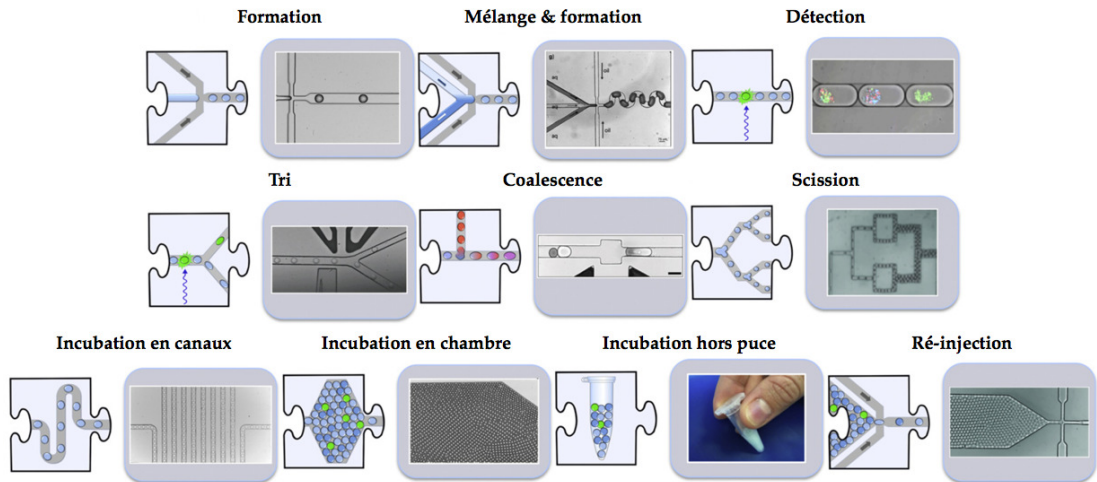 Formation
Mélange & formation
Détection
Tri
Coalescence
Scission
Incubation en canaux
Incubation en chambre
Incubation hors puce
Ré-injection